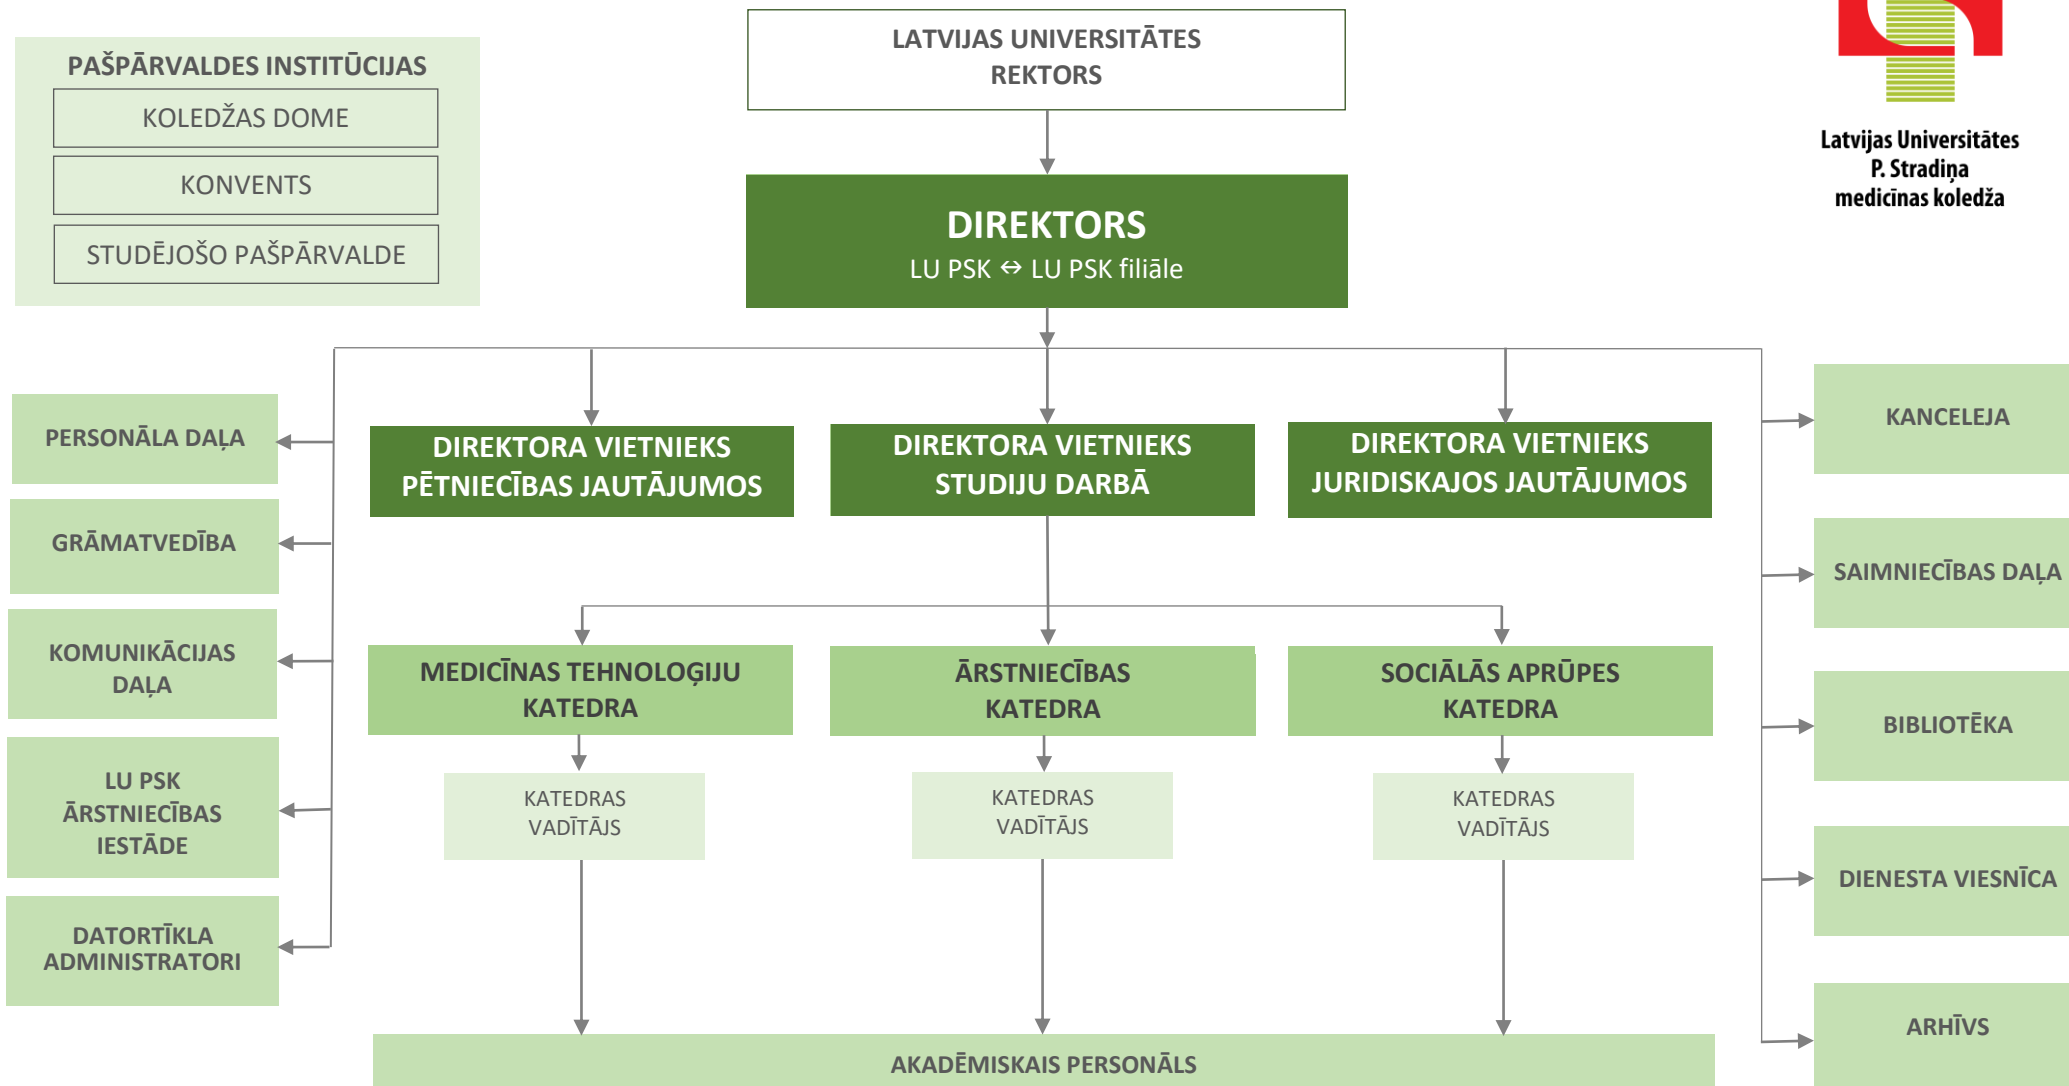 PAŠPĀRVALDES INSTITŪCIJAS
KOLEDŽAS DOME
KONVENTS
STUDĒJOŠO PAŠPĀRVALDE
LATVIJAS UNIVERSITĀTES
REKTORS
Latvijas Universitātes
P. Stradiņa
medicīnas koledža
DIREKTORS
LU PSK ↔ LU PSK filiāle
PERSONĀLA DAĻA
GRĀMATVEDĪBA
KOMUNIKĀCIJAS
DAĻA
LU PSK
ĀRSTNIECĪBAS
IESTĀDE
DATORTĪKLA
ADMINISTRATORI
DIREKTORA VIETNIEKS
PĒTNIECĪBAS JAUTĀJUMOS
DIREKTORA VIETNIEKS
STUDIJU DARBĀ
DIREKTORA VIETNIEKS
JURIDISKAJOS JAUTĀJUMOS
MEDICĪNAS TEHNOLOĢIJU
KATEDRA
ĀRSTNIECĪBAS
KATEDRA
SOCIĀLĀS APRŪPES
KATEDRA
KATEDRAS
VADĪTĀJS
KATEDRAS
VADĪTĀJS
KATEDRAS
VADĪTĀJS
AKADĒMISKAIS PERSONĀLS
KANCELEJA
SAIMNIECĪBAS DAĻA
BIBLIOTĒKA
DIENESTA VIESNĪCA
ARHĪVS